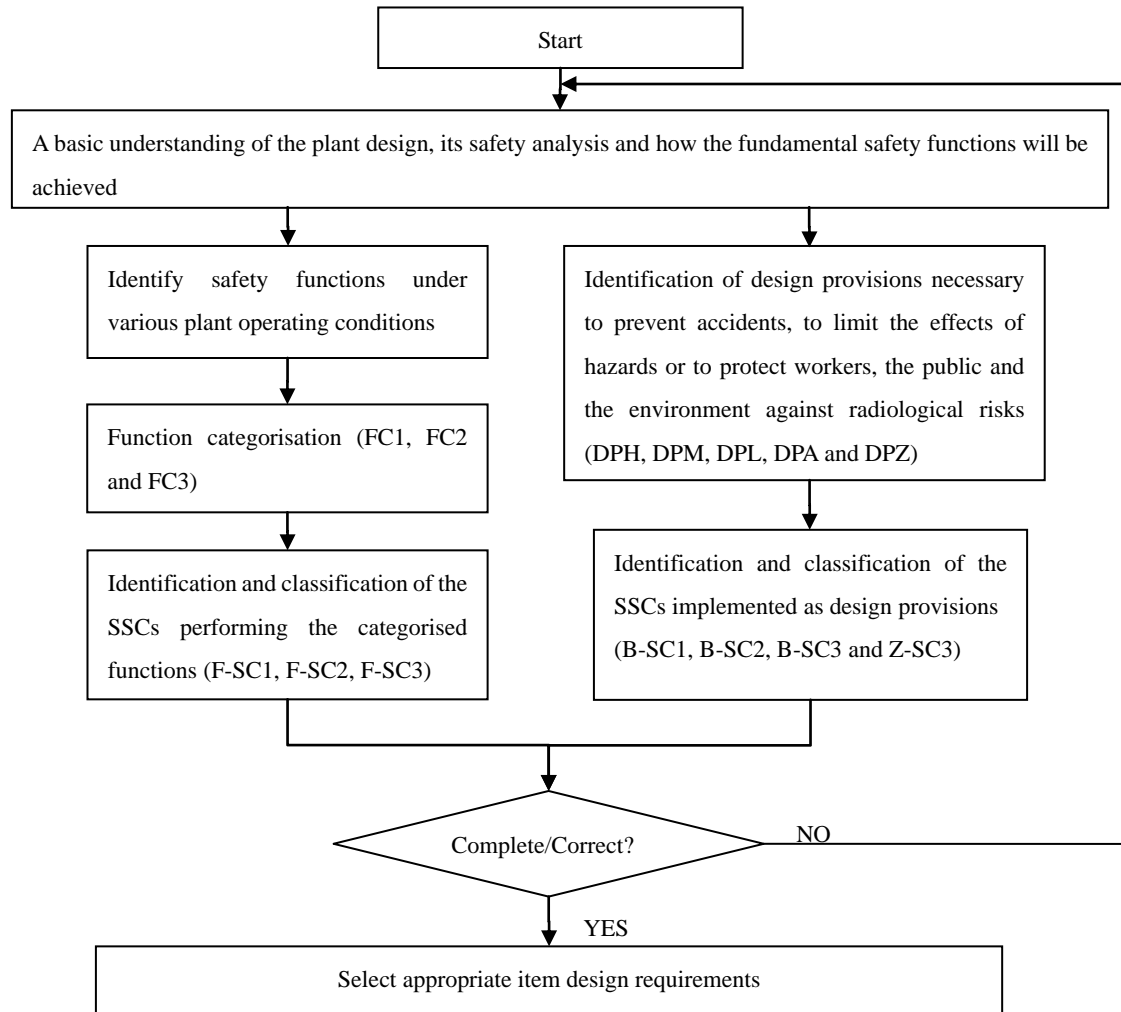 Start
A basic understanding of the plant design, its safety analysis and how the fundamental safety functions will be
achieved
Identify safety functions under
various plant operating conditions
Function categorisation (FC1, FC2
and FC3)
Identification and classification of the
SSCs performing the categorised
functions (F-SC1, F-SC2, F-SC3)
Identification of design provisions necessary
to prevent accidents, to limit the effects of
hazards or to protect workers, the public and
the environment against radiological risks
(DPH, DPM, DPL, DPA and DPZ)
Identification and classification of the
SSCs implemented as design provisions
(B-SC1, B-SC2, B-SC3 and Z-SC3)
Complete/Correct?
NO
YES
Select appropriate item design requirements